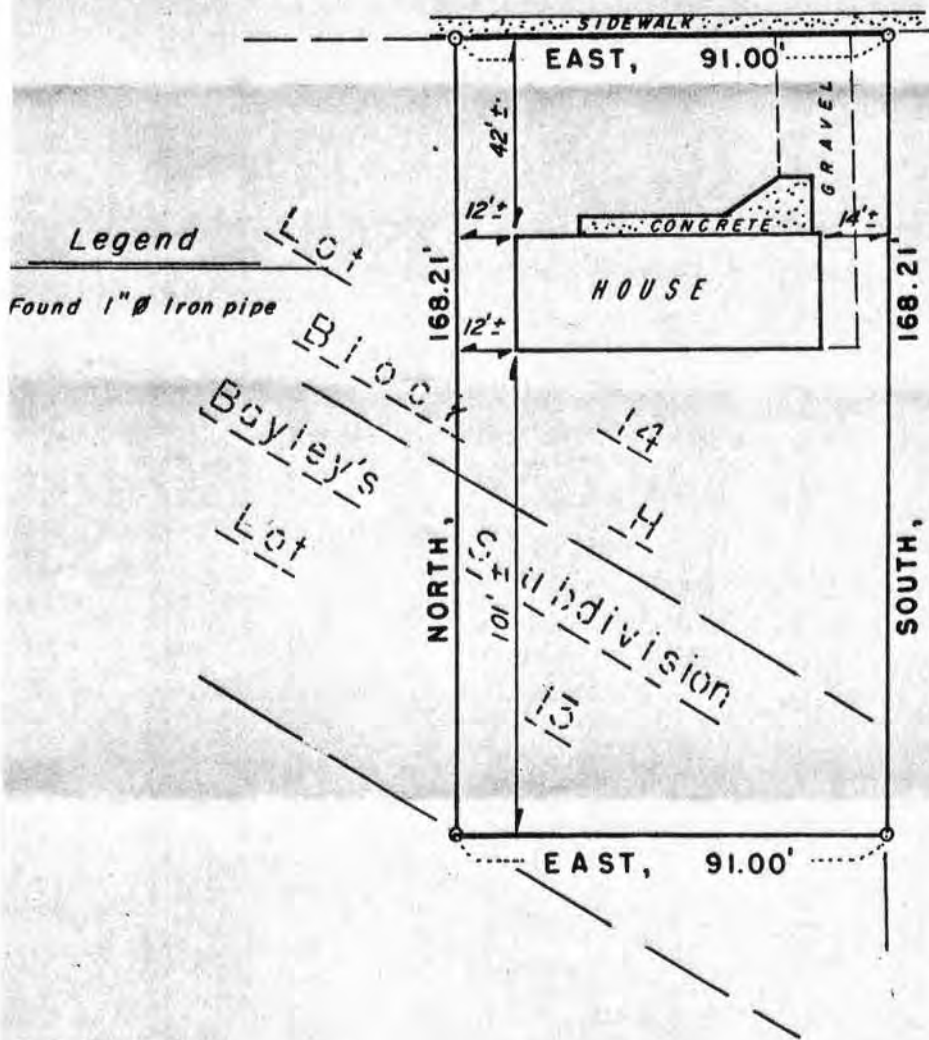 SIDEWALK
EAST, 91.00'
42'±
GRAVEL
12'±
CONCRETE
14'±
Legend
Found 1"Ø Iron pipe
HOUSE
12'±
NORTH, 168.21'
SOUTH, 168.21'
101'±
Lot 14
Block H
Bayley's Subdivision
Lot 13
EAST, 91.00'